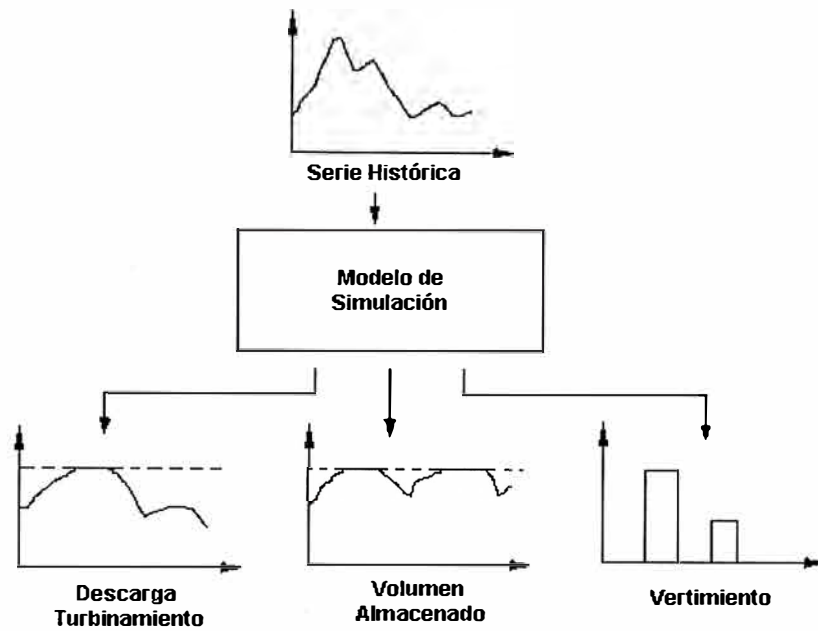 Serie Histórica
Modelo de
Simulación
Descarga
Turbinamiento
Volumen
Almacenado
Vertimiento